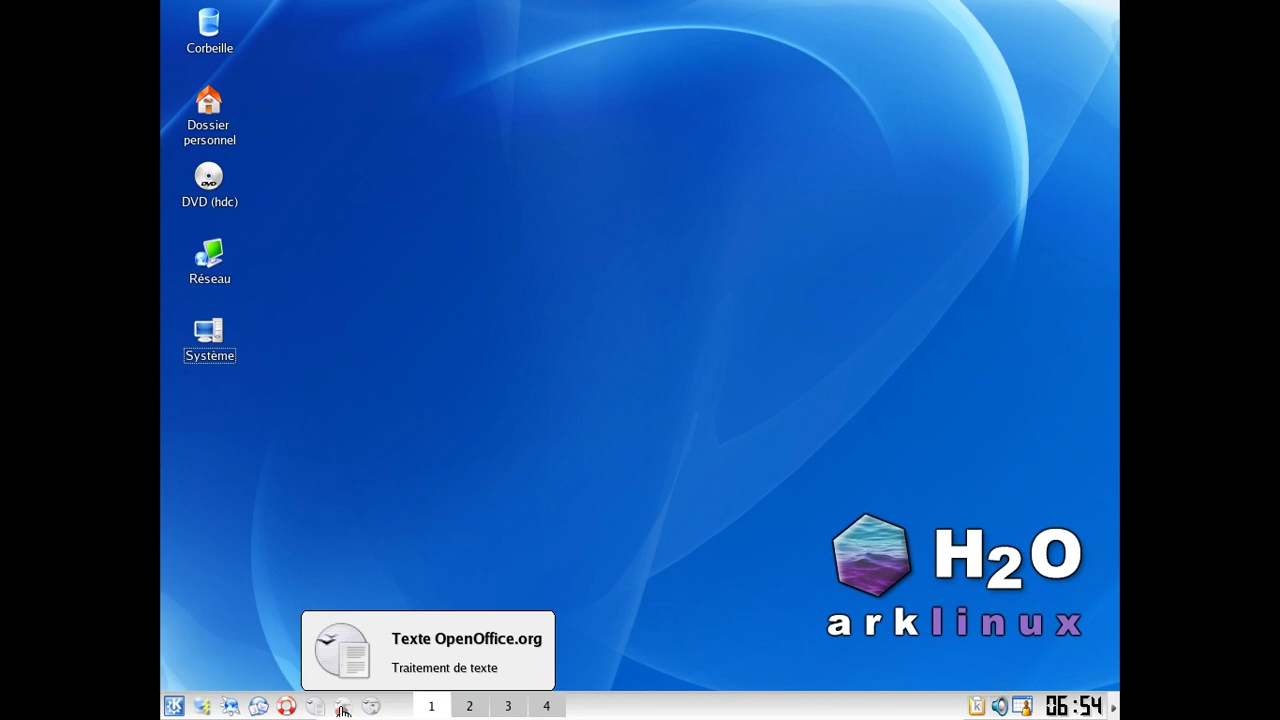 Corbeille
Dossier
personnel
DVD
DVD (hdc)
Réseau
Système
H2O
arklinux
Texte OpenOffice.org
Traitement de texte
1 2 3 4
06:54